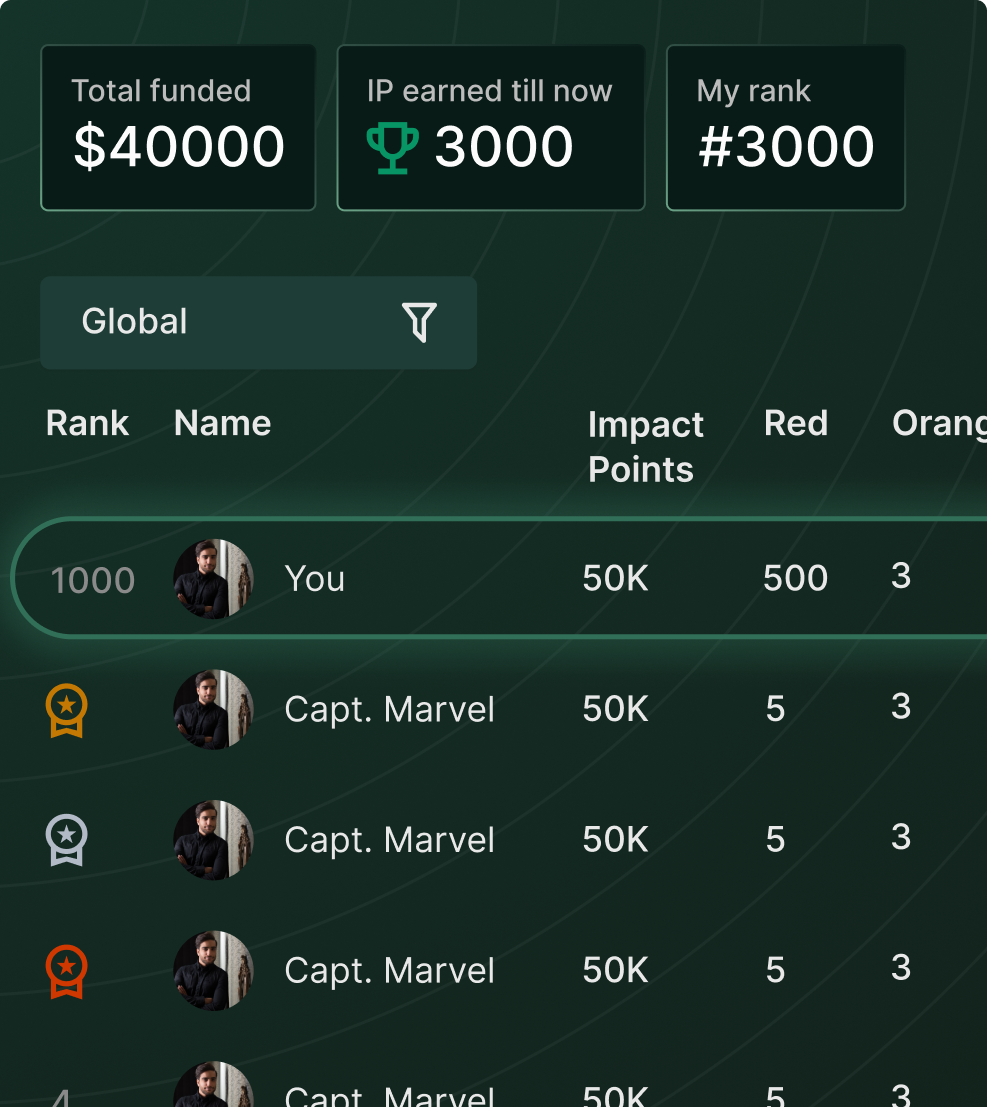 Total funded
$40000
IP earned till now
3000
My rank
#3000
Global
Rank Name Impact Points Red Orang
1000 You 50K 500 3
Capt. Marvel 50K 5 3
Capt. Marvel 50K 5 3
Capt. Marvel 50K 5 3
4 Capt. Marvel 50K 5 3